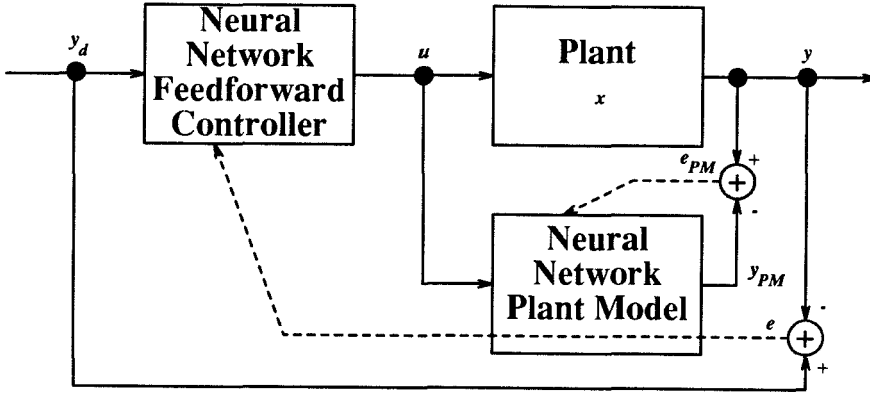 y_d
Neural
Network
Feedforward
Controller
u
Plant
x
y
e_PM
+
+
-
Neural
Network
Plant Model
y_PM
-
e
+
+